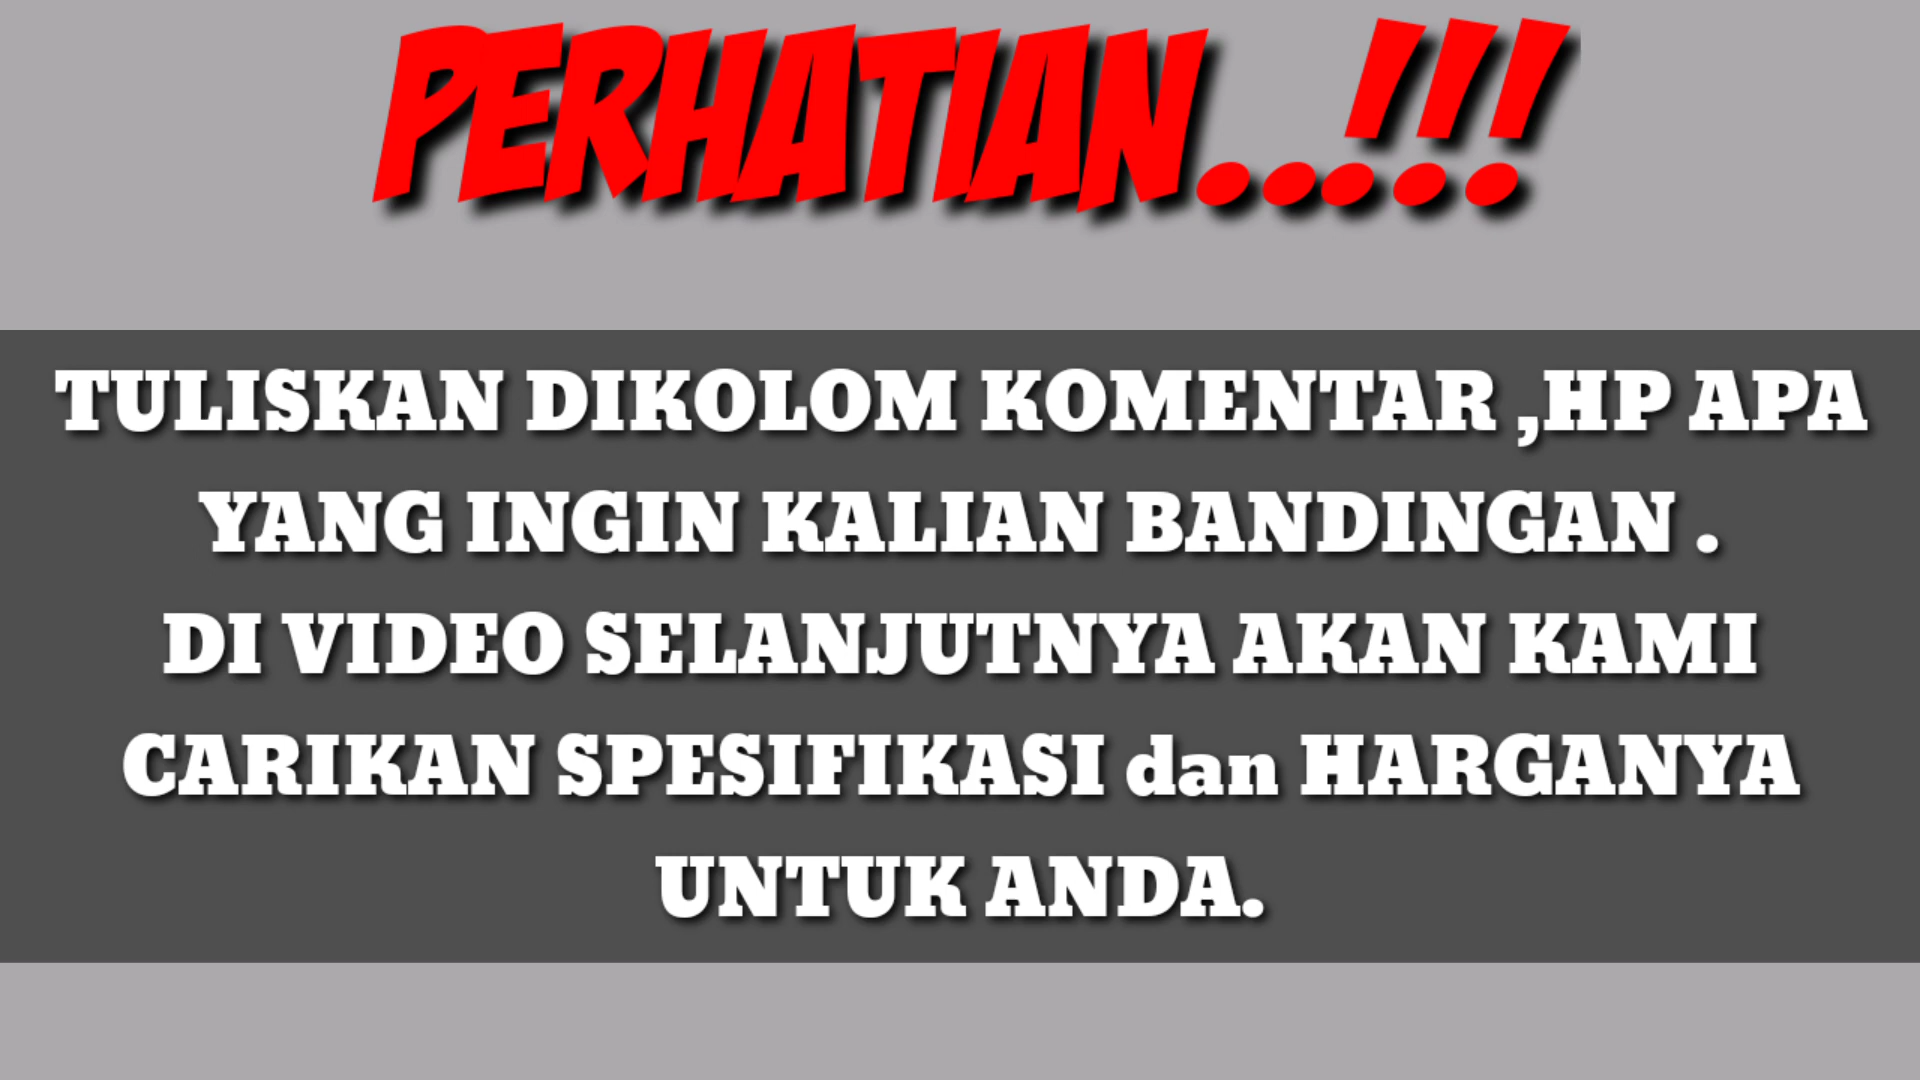 PERHATIAN..!!!
TULISKAN DIKOLOM KOMENTAR ,HP APA
YANG INGIN KALIAN BANDINGAN .
DI VIDEO SELANJUTNYA AKAN KAMI
CARIKAN SPESIFIKASI dan HARGANYA
UNTUK ANDA.